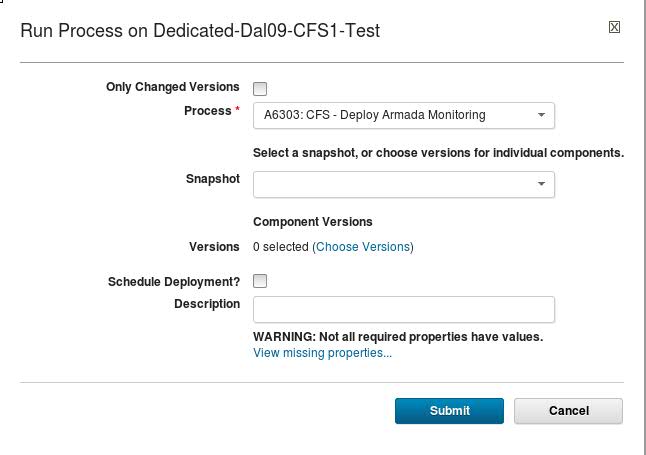 Run Process on Dedicated-Dal09-CFS1-Test
Only Changed Versions
Process * A6303: CFS - Deploy Armada Monitoring
Select a snapshot, or choose versions for individual components.
Snapshot
Component Versions
Versions 0 selected (Choose Versions)
Schedule Deployment?
Description
WARNING: Not all required properties have values.
View missing properties...
Submit Cancel